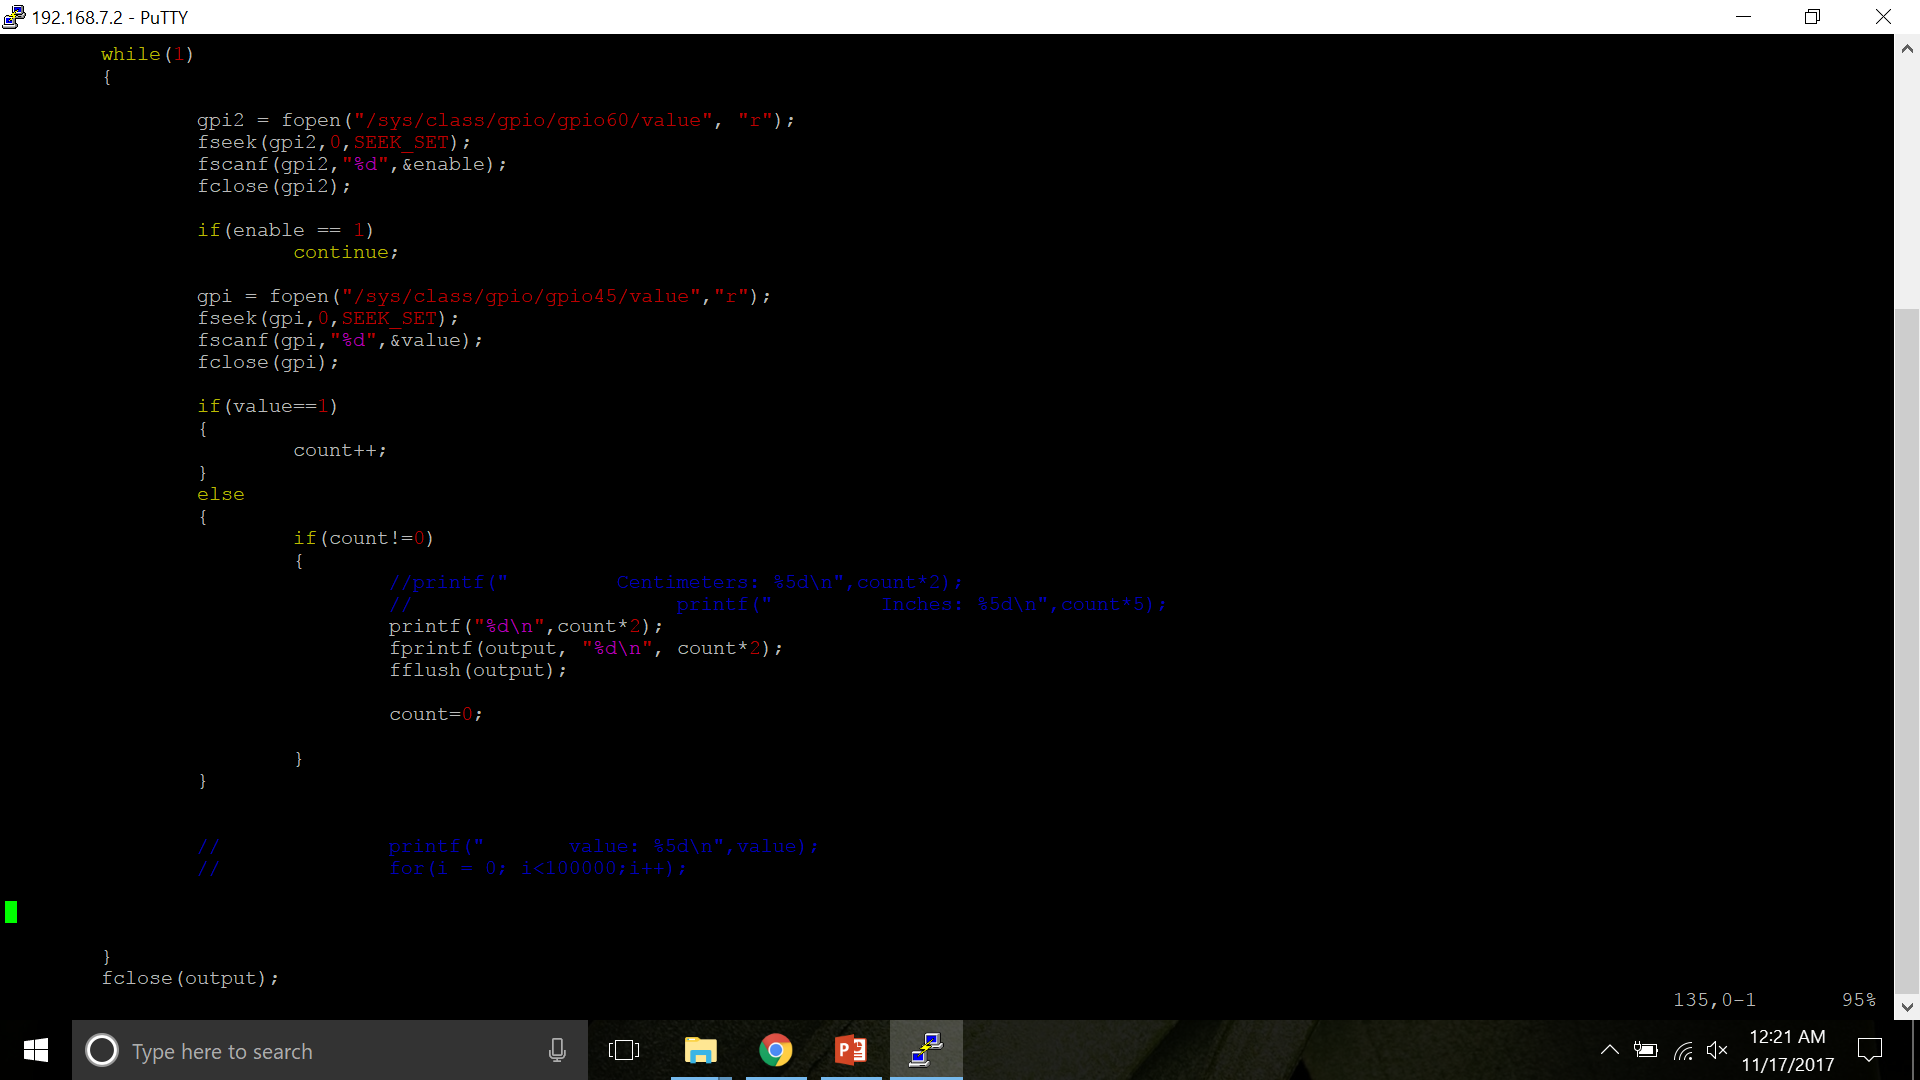 192.168.7.2 - PuTTY
while(1)
{
gpi2 = fopen("/sys/class/gpio/gpio60/value", "r");
fseek(gpi2,0,SEEK_SET);
fscanf(gpi2,"%d",&enable);
fclose(gpi2);
if(enable == 1)
continue;
gpi = fopen("/sys/class/gpio/gpio45/value","r");
fseek(gpi,0,SEEK_SET);
fscanf(gpi,"%d",&value);
fclose(gpi);
if(value==1)
{
count++;
}
else
{
if(count!=0)
{
//printf("         Centimeters: %5d\n",count*2);
//                      printf("         Inches: %5d\n",count*5);
printf("%d\n",count*2);
fprintf(output, "%d\n", count*2);
fflush(output);
count=0;
}
}
//              printf("       value: %5d\n",value);
//              for(i = 0; i<100000;i++);
}
fclose(output);
135,0-1 95%
Type here to search
12:21 AM
11/17/2017